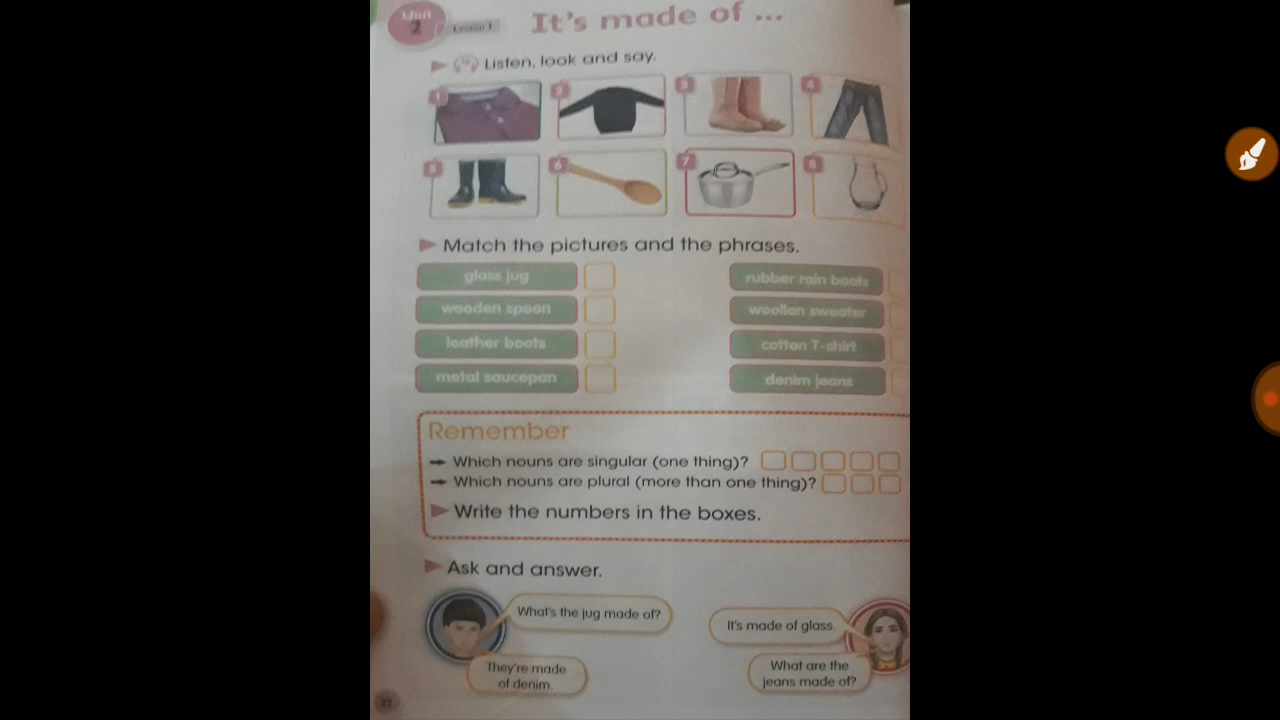 Unit
2
Lesson 1
It's made of ...
Listen, look and say.
1
2
3
4
5
6
7
8
Match the pictures and the phrases.
glass jug
rubber rain boots
wooden spoon
woollen sweater
leather boots
cotton T-shirt
metal saucepan
denim jeans
Remember
Which nouns are singular (one thing)?
Which nouns are plural (more than one thing)?
Write the numbers in the boxes.
Ask and answer.
What's the jug made of?
It's made of glass.
What are the
jeans made of?
They're made
of denim.